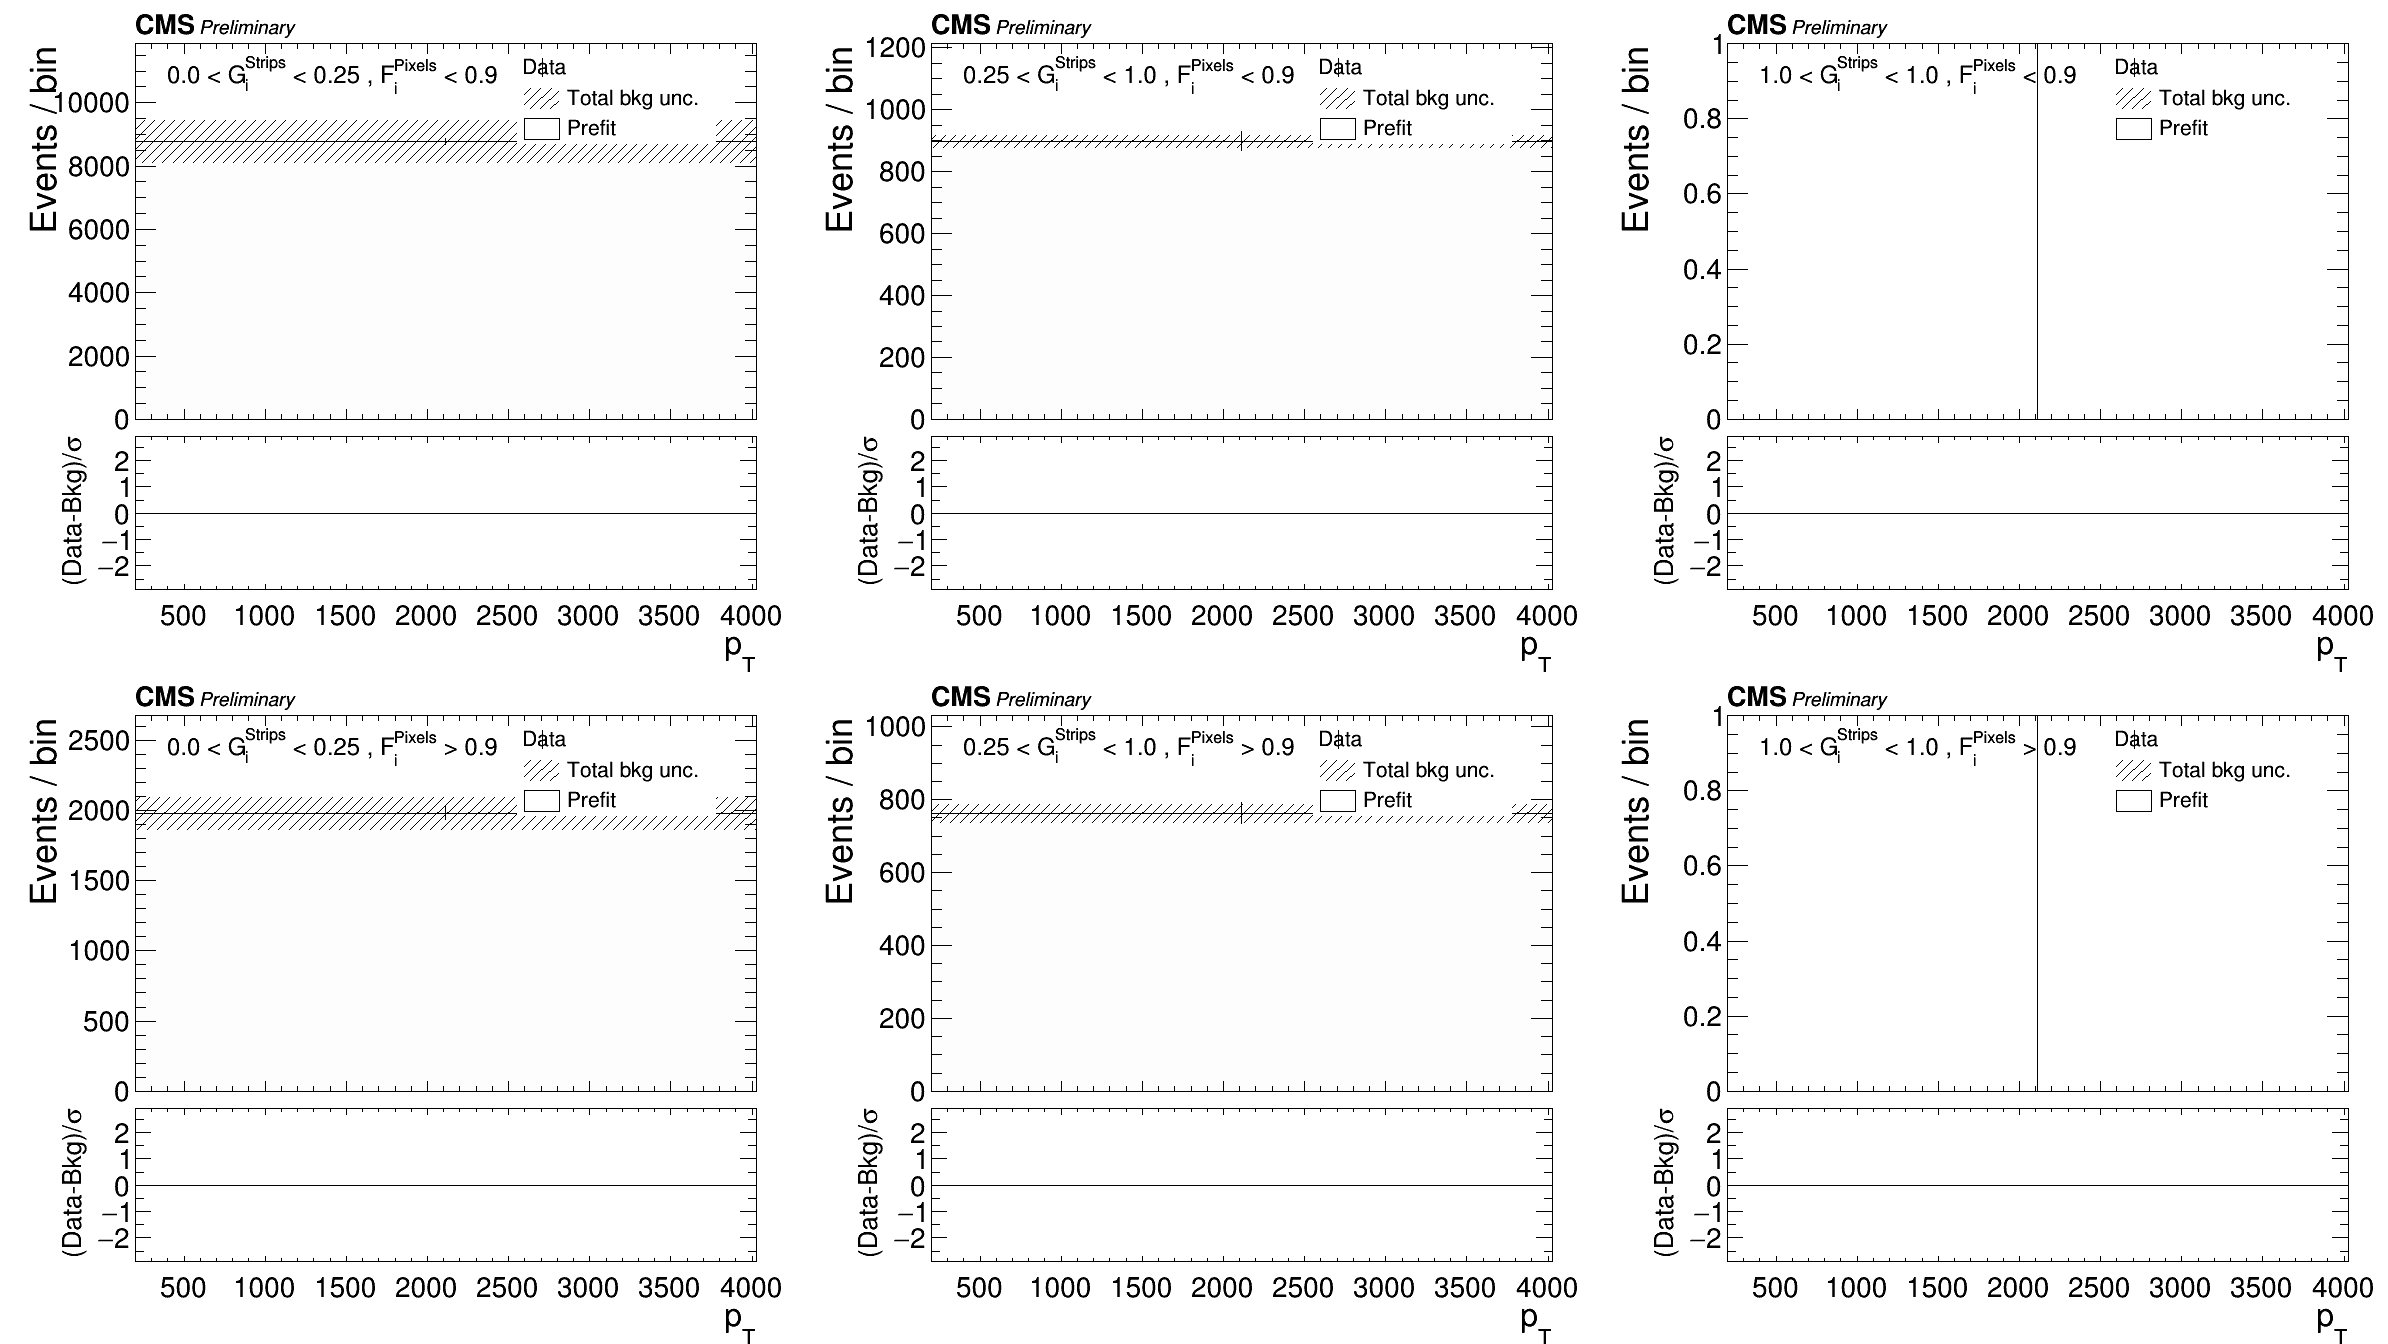 CMS Preliminary
Events / bin
0.0 < G_i^Strips < 0.25 , F_i^Pixels < 0.9
Data
Total bkg unc.
Prefit
10000
8000
6000
4000
2000
0
(Data-Bkg)/σ
2
1
0
−1
−2
500 1000 1500 2000 2500 3000 3500 4000
p_T
CMS Preliminary
Events / bin
0.25 < G_i^Strips < 1.0 , F_i^Pixels < 0.9
Data
Total bkg unc.
Prefit
1200
1000
800
600
400
200
0
(Data-Bkg)/σ
2
1
0
−1
−2
500 1000 1500 2000 2500 3000 3500 4000
p_T
CMS Preliminary
Events / bin
1.0 < G_i^Strips < 1.0 , F_i^Pixels < 0.9
Data
Total bkg unc.
Prefit
1
0.8
0.6
0.4
0.2
0
(Data-Bkg)/σ
2
1
0
−1
−2
500 1000 1500 2000 2500 3000 3500 4000
p_T
CMS Preliminary
Events / bin
0.0 < G_i^Strips < 0.25 , F_i^Pixels > 0.9
Data
Total bkg unc.
Prefit
2500
2000
1500
1000
500
0
(Data-Bkg)/σ
2
1
0
−1
−2
500 1000 1500 2000 2500 3000 3500 4000
p_T
CMS Preliminary
Events / bin
0.25 < G_i^Strips < 1.0 , F_i^Pixels > 0.9
Data
Total bkg unc.
Prefit
1000
800
600
400
200
0
(Data-Bkg)/σ
2
1
0
−1
−2
500 1000 1500 2000 2500 3000 3500 4000
p_T
CMS Preliminary
Events / bin
1.0 < G_i^Strips < 1.0 , F_i^Pixels > 0.9
Data
Total bkg unc.
Prefit
1
0.8
0.6
0.4
0.2
0
(Data-Bkg)/σ
2
1
0
−1
−2
500 1000 1500 2000 2500 3000 3500 4000
p_T